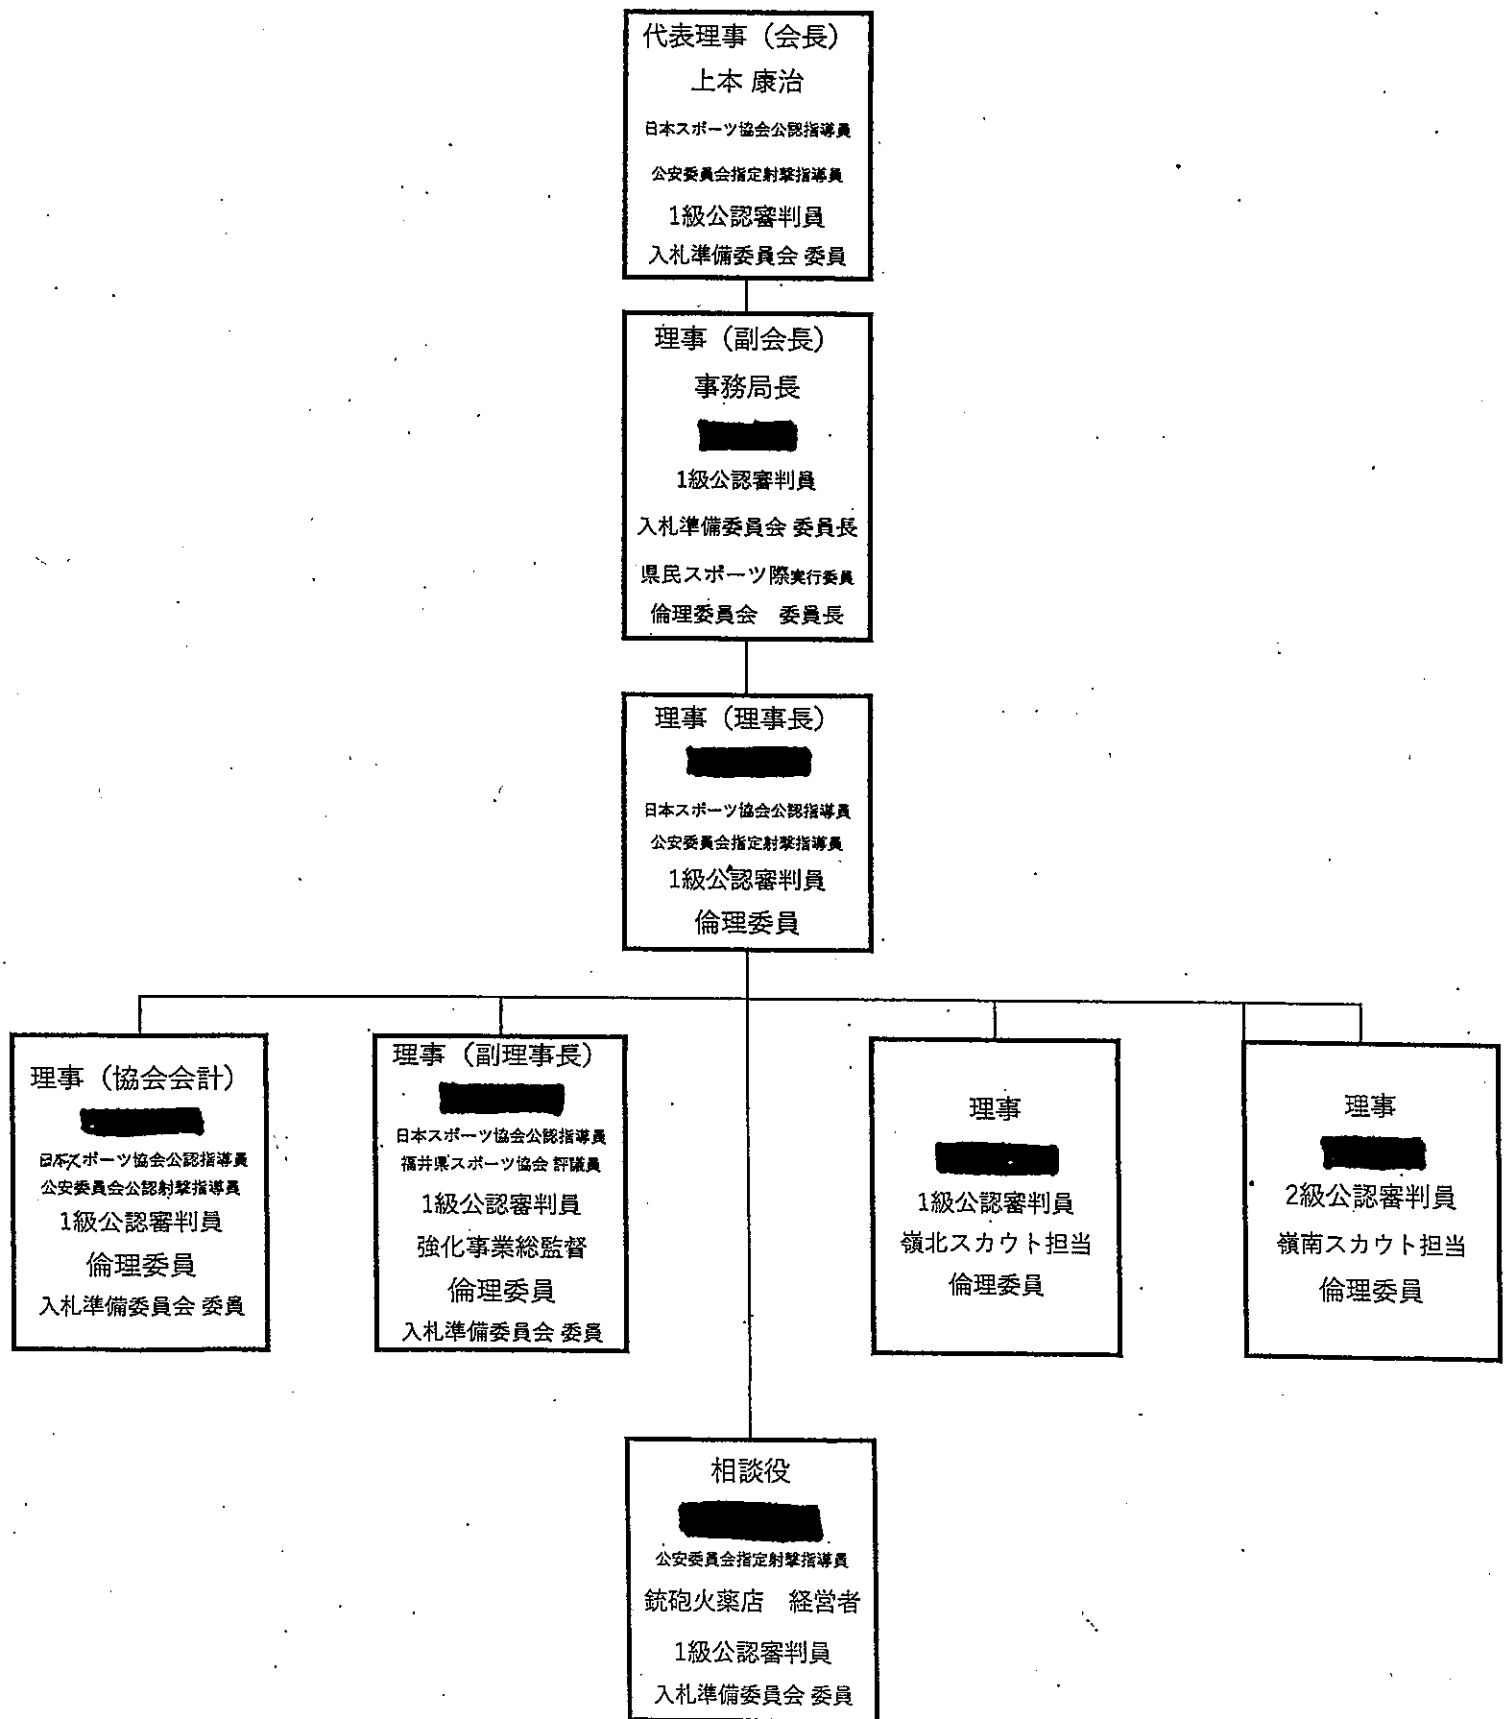 代表理事（会長）
上本 康治
日本スポーツ協会公認指導員
公安委員会指定射撃指導員
1級公認審判員
入札準備委員会 委員
理事（副会長）
事務局長
1級公認審判員
入札準備委員会 委員長
県民スポーツ際実行委員
倫理委員会　委員長
理事（理事長）
日本スポーツ協会公認指導員
公安委員会指定射撃指導員
1級公認審判員
倫理委員
理事（協会会計）
日本スポーツ協会公認指導員
公安委員会公認射撃指導員
1級公認審判員
倫理委員
入札準備委員会 委員
理事（副理事長）
日本スポーツ協会公認指導員
福井県スポーツ協会 評議員
1級公認審判員
強化事業総監督
倫理委員
入札準備委員会 委員
理事
1級公認審判員
嶺北スカウト担当
倫理委員
理事
2級公認審判員
嶺南スカウト担当
倫理委員
相談役
公安委員会指定射撃指導員
銃砲火薬店　経営者
1級公認審判員
入札準備委員会 委員